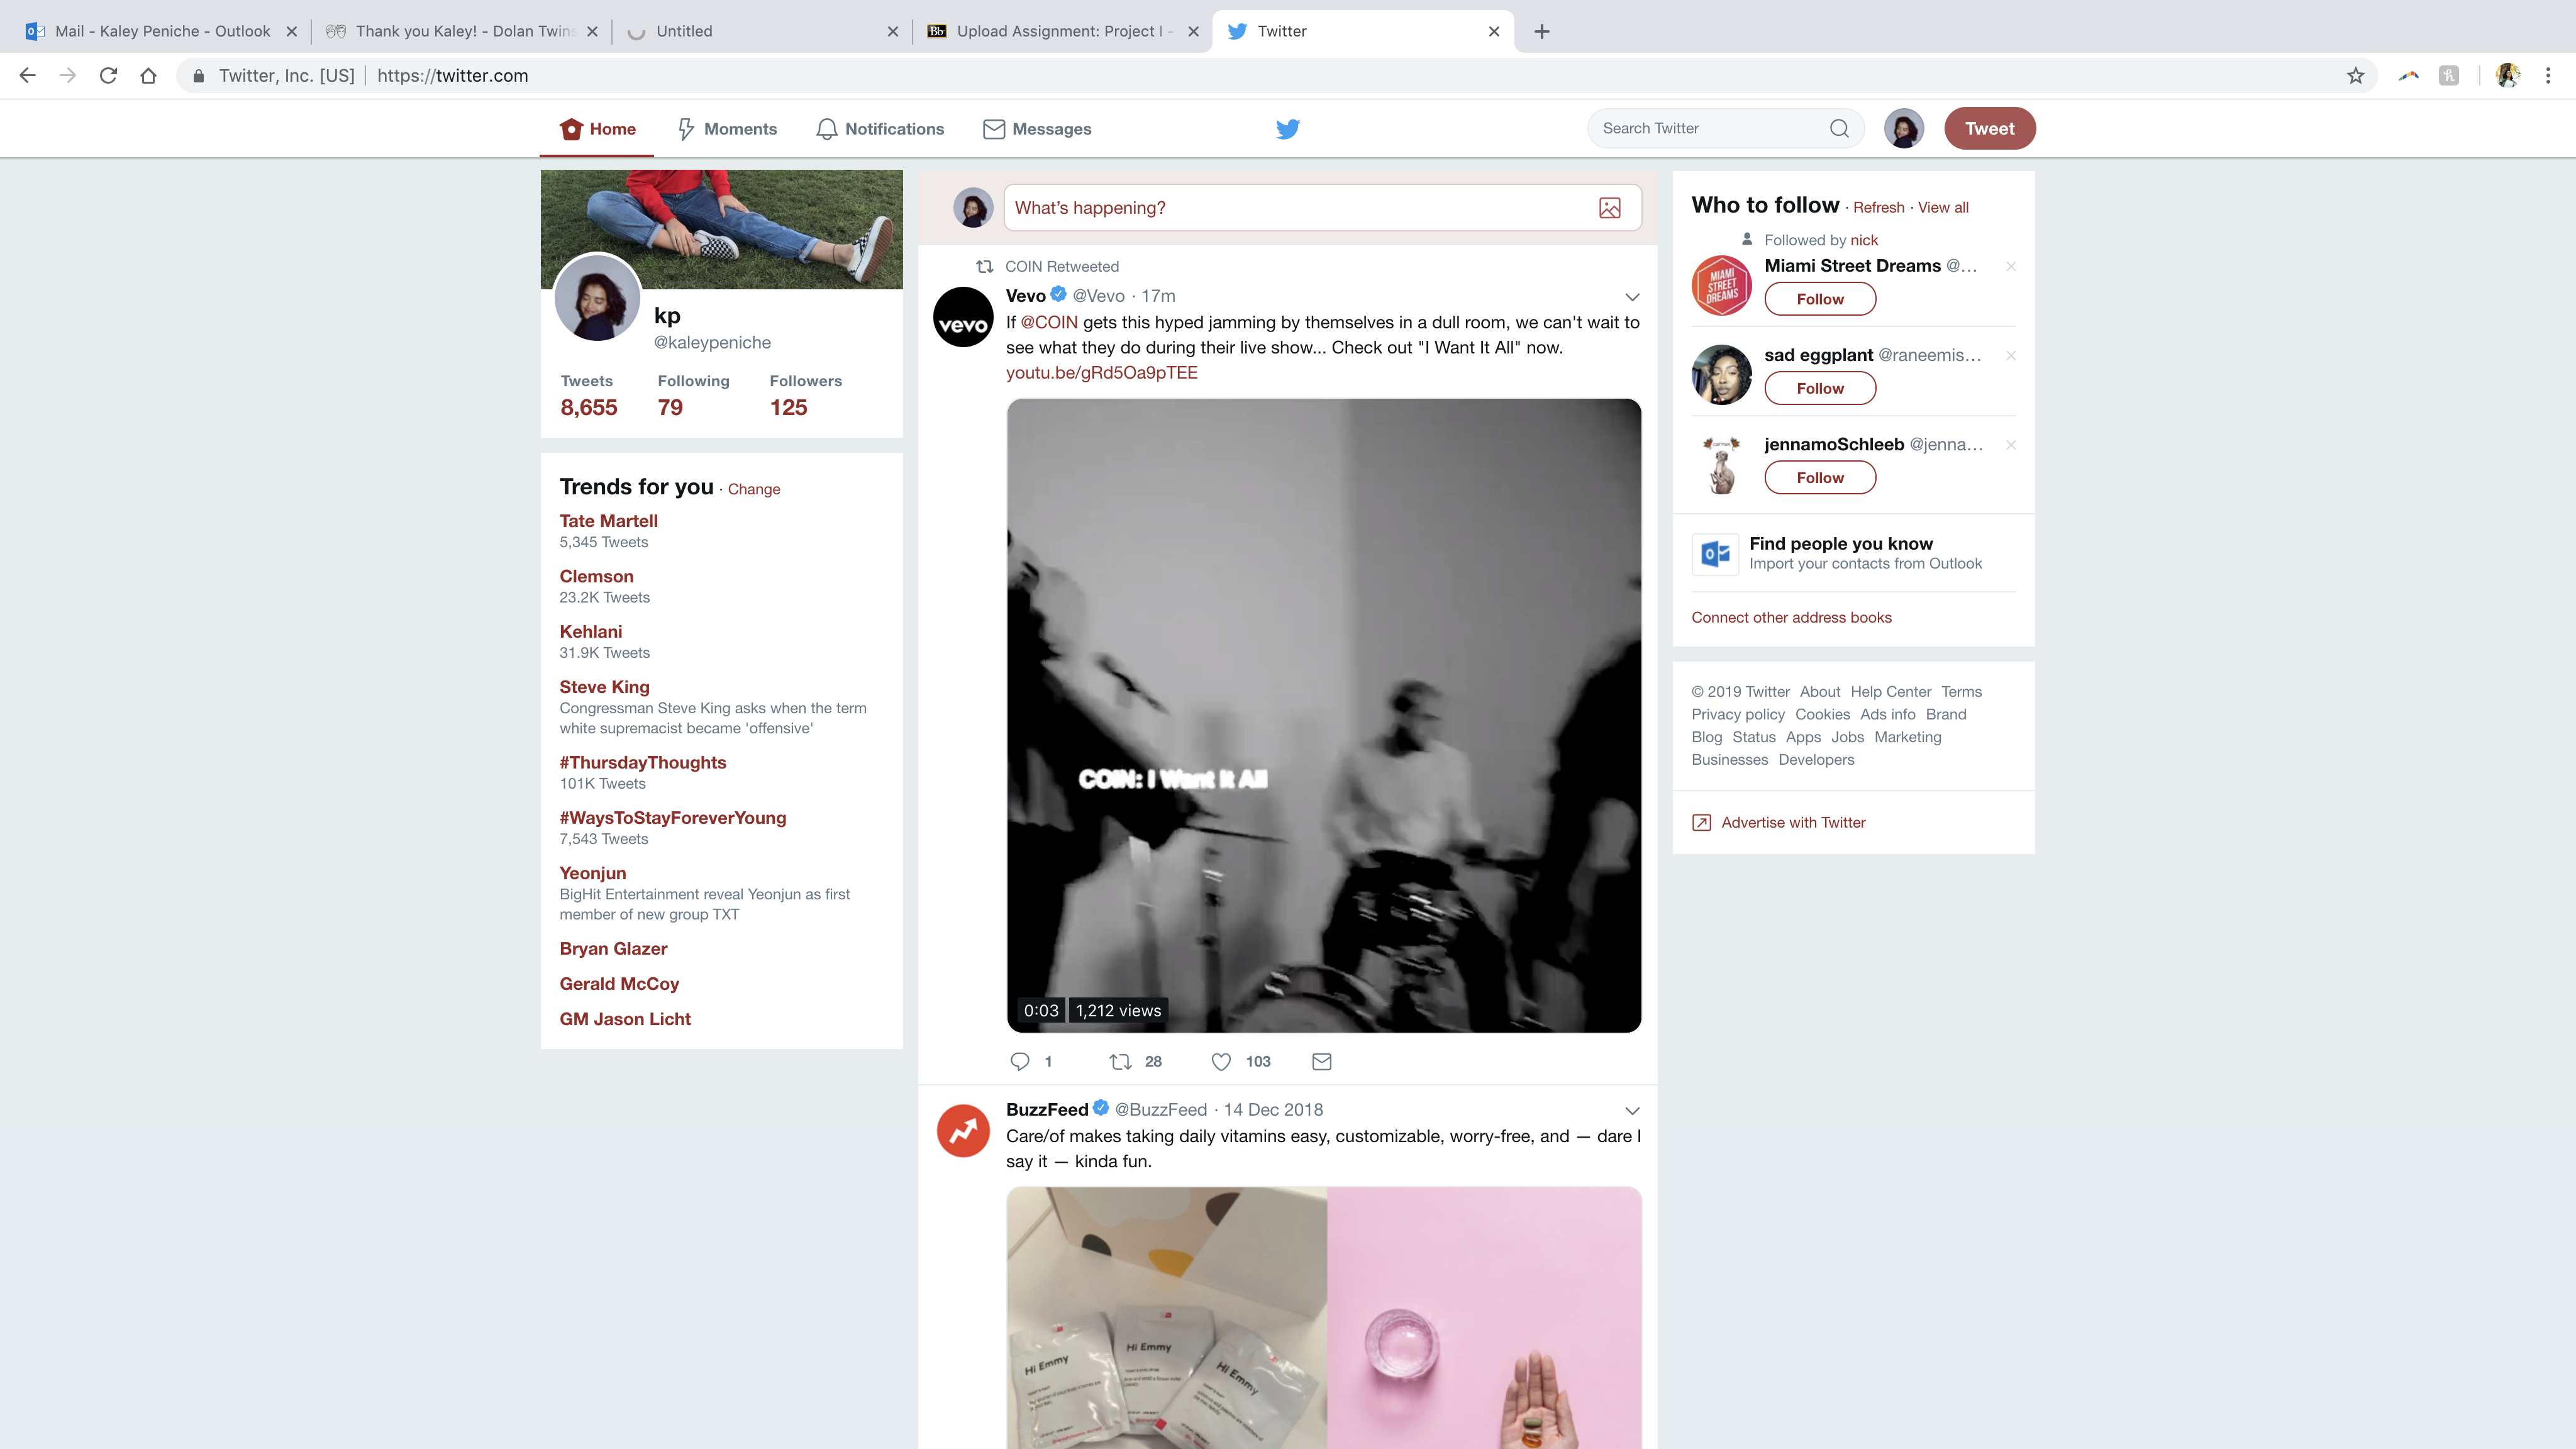 Mail - Kaley Peniche - Outlook
Thank you Kaley! - Dolan Twins
Untitled
Bb Upload Assignment: Project I -
Twitter
Twitter, Inc. [US] https://twitter.com
Home
Moments
Notifications
Messages
Search Twitter
Tweet
kp
@kaleypeniche
Tweets Following Followers
8,655 79 125
Trends for you · Change
Tate Martell
5,345 Tweets
Clemson
23.2K Tweets
Kehlani
31.9K Tweets
Steve King
Congressman Steve King asks when the term
white supremacist became 'offensive'
#ThursdayThoughts
101K Tweets
#WaysToStayForeverYoung
7,543 Tweets
Yeonjun
BigHit Entertainment reveal Yeonjun as first
member of new group TXT
Bryan Glazer
Gerald McCoy
GM Jason Licht
What's happening?
COIN Retweeted
vevo
Vevo @Vevo · 17m
If @COIN gets this hyped jamming by themselves in a dull room, we can't wait to
see what they do during their live show... Check out "I Want It All" now.
youtu.be/gRd5Oa9pTEE
COIN: I Want It All
0:03 1,212 views
1 28 103
BuzzFeed @BuzzFeed · 14 Dec 2018
Care/of makes taking daily vitamins easy, customizable, worry-free, and — dare I
say it — kinda fun.
Hi Emmy
Hi Emmy
Hi Emmy
Who to follow · Refresh · View all
Followed by nick
MIAMI
STREET
DREAMS
Miami Street Dreams @...
Follow
sad eggplant @raneemis...
Follow
jennamoSchleeb @jenna...
Follow
Find people you know
Import your contacts from Outlook
Connect other address books
© 2019 Twitter About Help Center Terms
Privacy policy Cookies Ads info Brand
Blog Status Apps Jobs Marketing
Businesses Developers
Advertise with Twitter